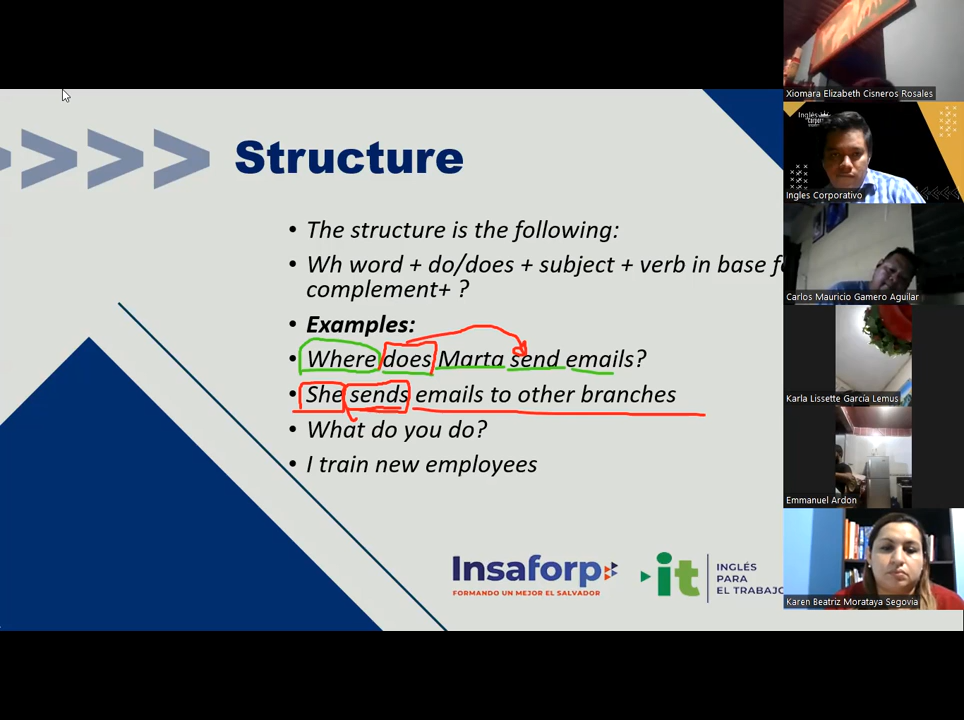 Structure
• The structure is the following:
• Wh word + do/does + subject + verb in base
complement+ ?
• Examples:
• Where does Marta send emails?
• She sends emails to other branches
• What do you do?
• I train new employees
Insaforp
FORMANDO UN MEJOR EL SALVADOR
it
INGLÉS
PARA
EL TRABAJO
Xiomara Elizabeth Cisneros Rosales
Inglés
Ingles Corporativo
Carlos Mauricio Gamero Aguilar
Karla Lissette García Lemus
Emmanuel Ardon
Karen Beatriz Morataya Segovia